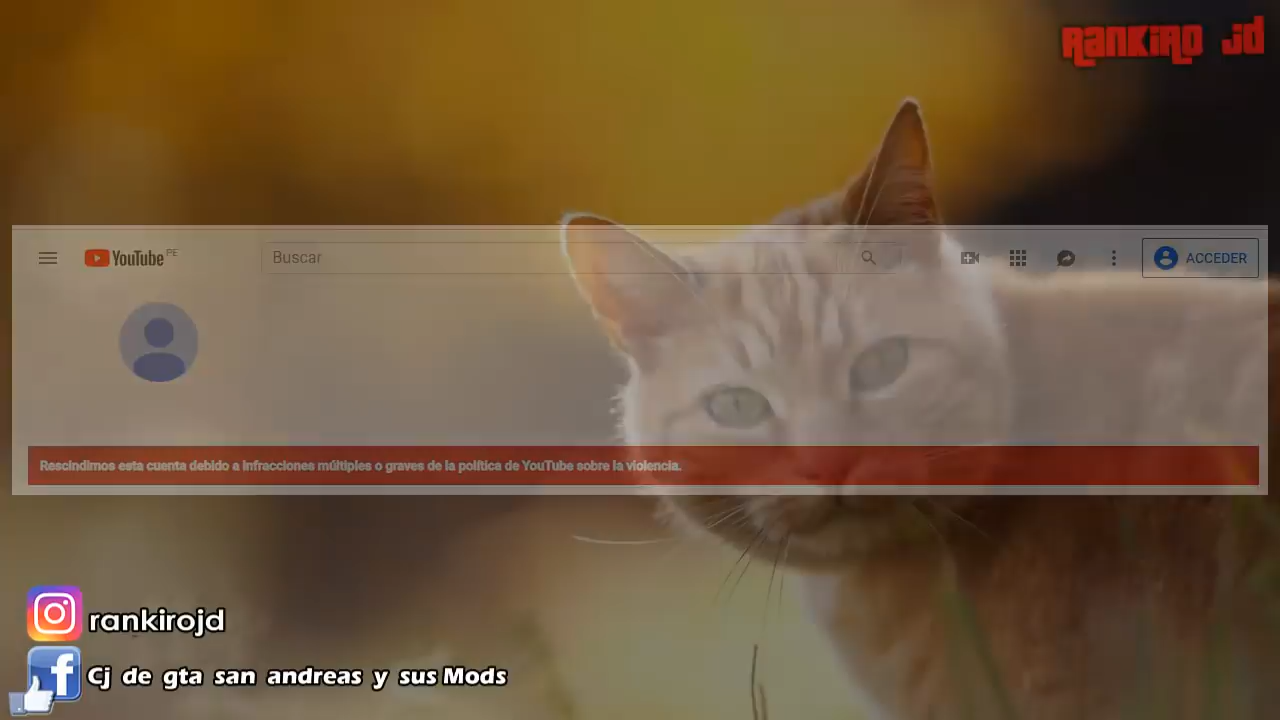 Rankiro jd
YouTube PE
Buscar
ACCEDER
Rescindimos esta cuenta debido a infracciones múltiples o graves de la política de YouTube sobre la violencia.
rankirojd
Cj de gta san andreas y sus Mods